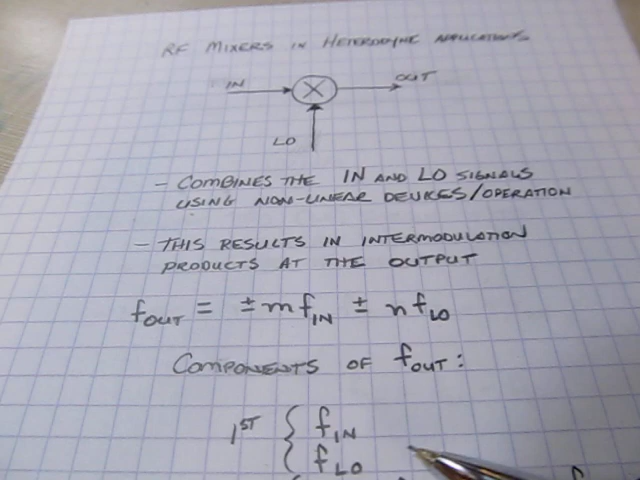 RF MIXERS IN HETERODYNE APPLICATIONS
IN
OUT
LO
- COMBINES THE IN AND LO SIGNALS
USING NON-LINEAR DEVICES/OPERATION
- THIS RESULTS IN INTERMODULATION
PRODUCTS AT THE OUTPUT
fOUT = ±mfIN ± nfLO
COMPONENTS OF fOUT:
1ST { fIN
fLO